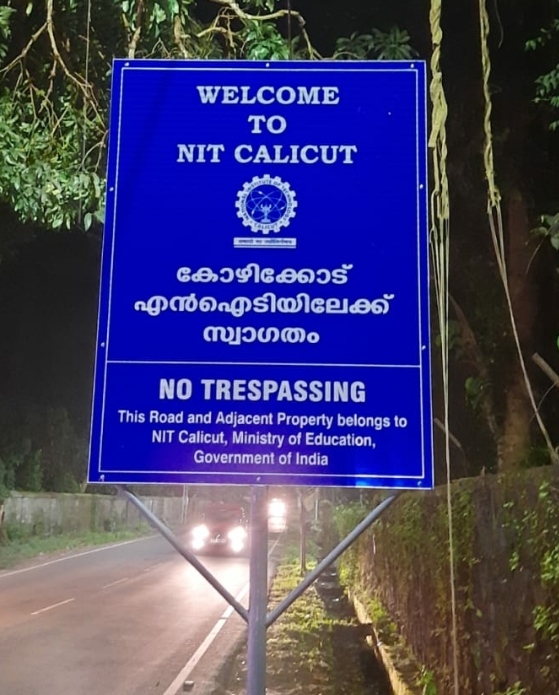 WELCOME
TO
NIT CALICUT
CALICUT
കോഴിക്കോട്
എൻഐടിയിലേക്ക്
സ്വാഗതം
NO TRESPASSING
This Road and Adjacent Property belongs to
NIT Calicut, Ministry of Education,
Government of India